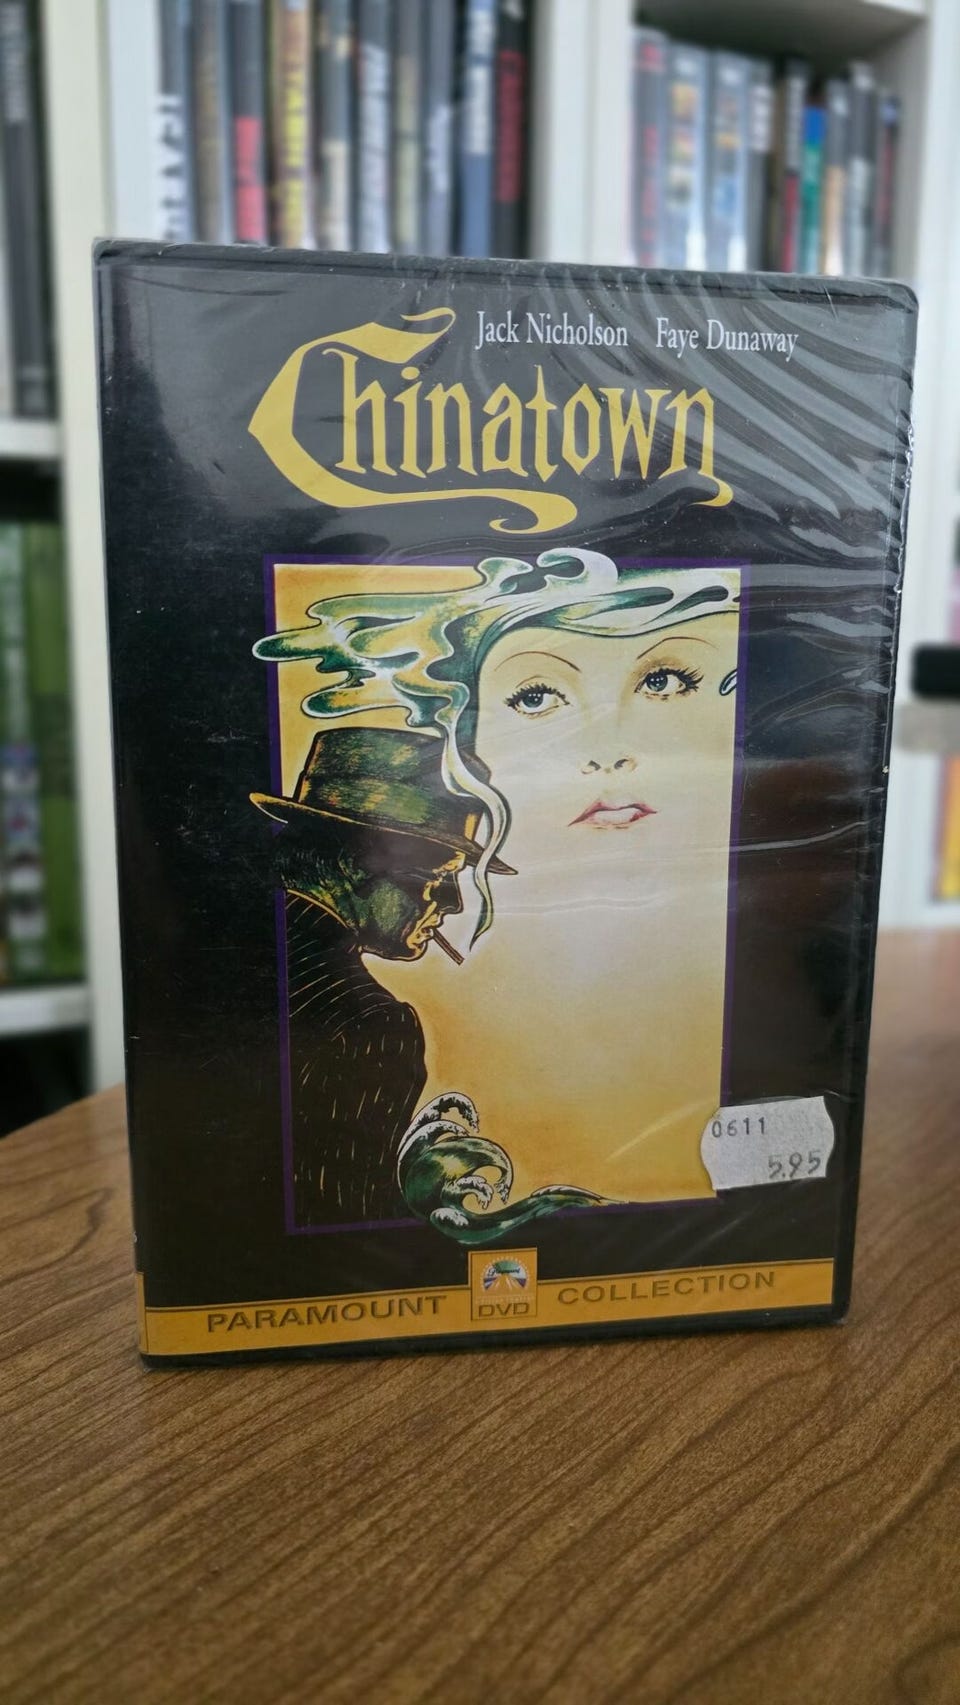 Jack Nicholson Faye Dunaway
Chinatown
0611
5.95
PARAMOUNT DVD COLLECTION